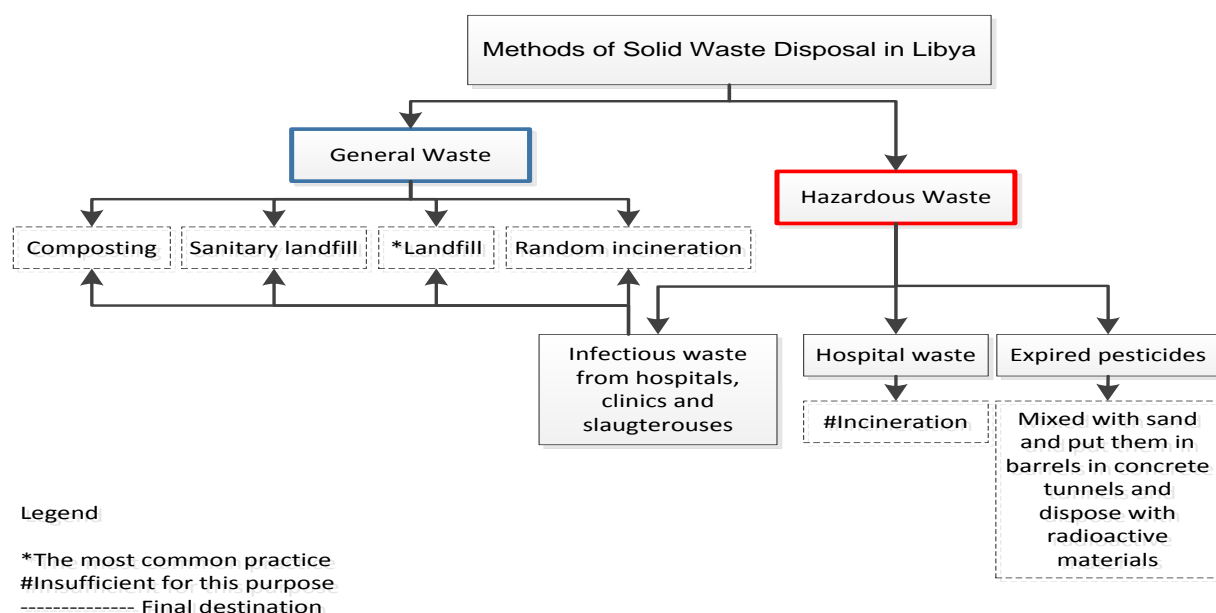 Methods of Solid Waste Disposal in Libya
General Waste
Hazardous Waste
Composting
Sanitary landfill
*Landfill
Random incineration
Infectious waste
from hospitals,
clinics and
slaugterouses
Hospital waste
Expired pesticides
#Incineration
Mixed with sand
and put them in
barrels in concrete
tunnels and
dispose with
radioactive
materials
Legend
*The most common practice
#Insufficient for this purpose
-------------- Final destination